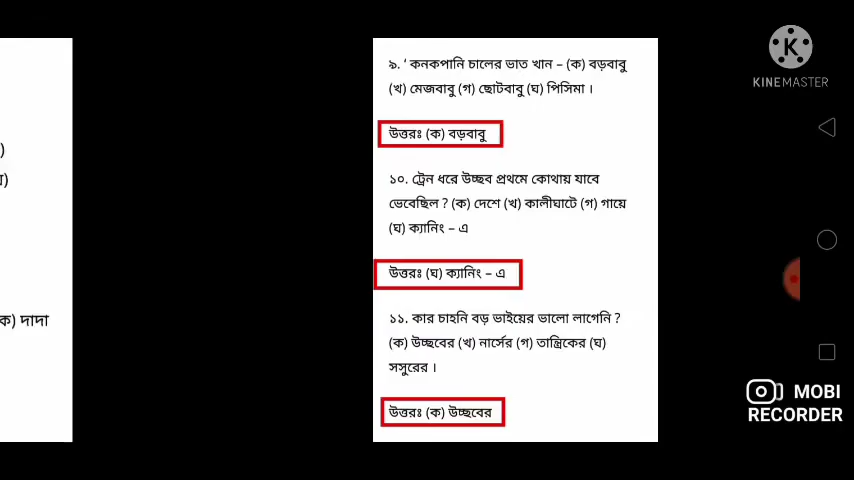 ৯. ' কনকপানি চালের ভাত খান – (ক) বড়বাবু
(খ) মেজবাবু (গ) ছোটবাবু (ঘ) পিসিমা ।
উত্তরঃ (ক) বড়বাবু
১০. ট্রেন ধরে উচ্ছব প্রথমে কোথায় যাবে
ভেবেছিল ? (ক) দেশে (খ) কালীঘাটে (গ) গায়ে
(ঘ) ক্যানিং – এ
উত্তরঃ (ঘ) ক্যানিং – এ
১১. কার চাহনি বড় ভাইয়ের ভালো লাগেনি ?
(ক) উচ্ছবের (খ) নার্সের (গ) তান্ত্রিকের (ঘ)
সসুরের ।
উত্তরঃ (ক) উচ্ছবের
ক) দাদা
KINEMASTER
MOBI
RECORDER